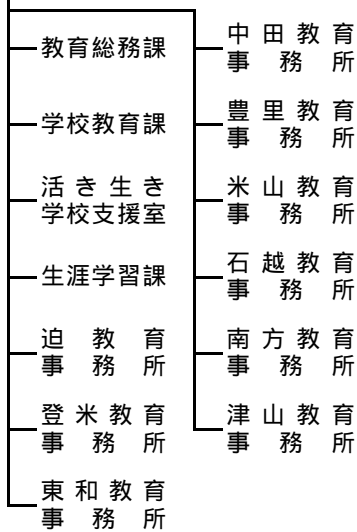 教育総務課
学校教育課
活き生き
学校支援室
生涯学習課
迫教育
事務所
登米教育
事務所
東和教育
事務所
中田教育
事務所
豊里教育
事務所
米山教育
事務所
石越教育
事務所
南方教育
事務所
津山教育
事務所